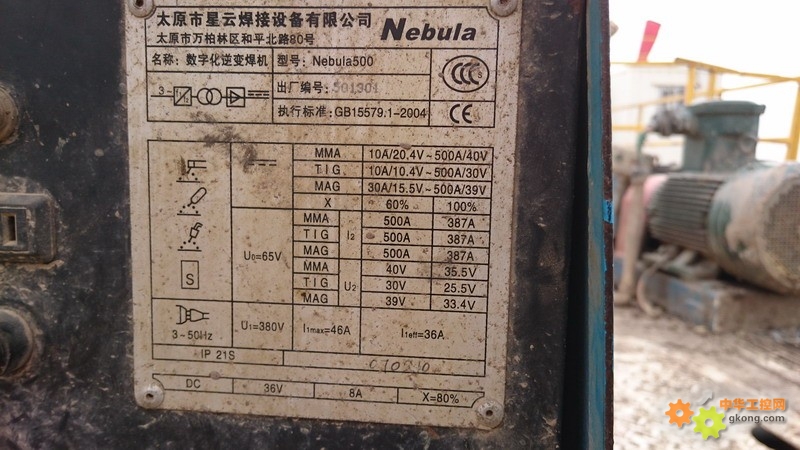 太原市星云焊接设备有限公司
太原市万柏林区和平北路80号
Nebula
名称: 数字化逆变焊机
型号: Nebula500
出厂编号: 501301
执行标准: GB15579.1-2004
CCC S
CE
3~
MMA 10A/20.4V~500A/40V
TIG 10A/10.4V~500A/30V
MAG 30A/15.5V~500A/39V
X 60% 100%
MMA 500A 387A
TIG I2 500A 387A
MAG 500A 387A
U0=65V
MMA 40V 35.5V
TIG U2 30V 25.5V
MAG 39V 33.4V
S
3~50Hz U1=380V I1max=46A I1eff=36A
IP 21S
DC 36V 8A X=80%
中华工控网
gkong.com